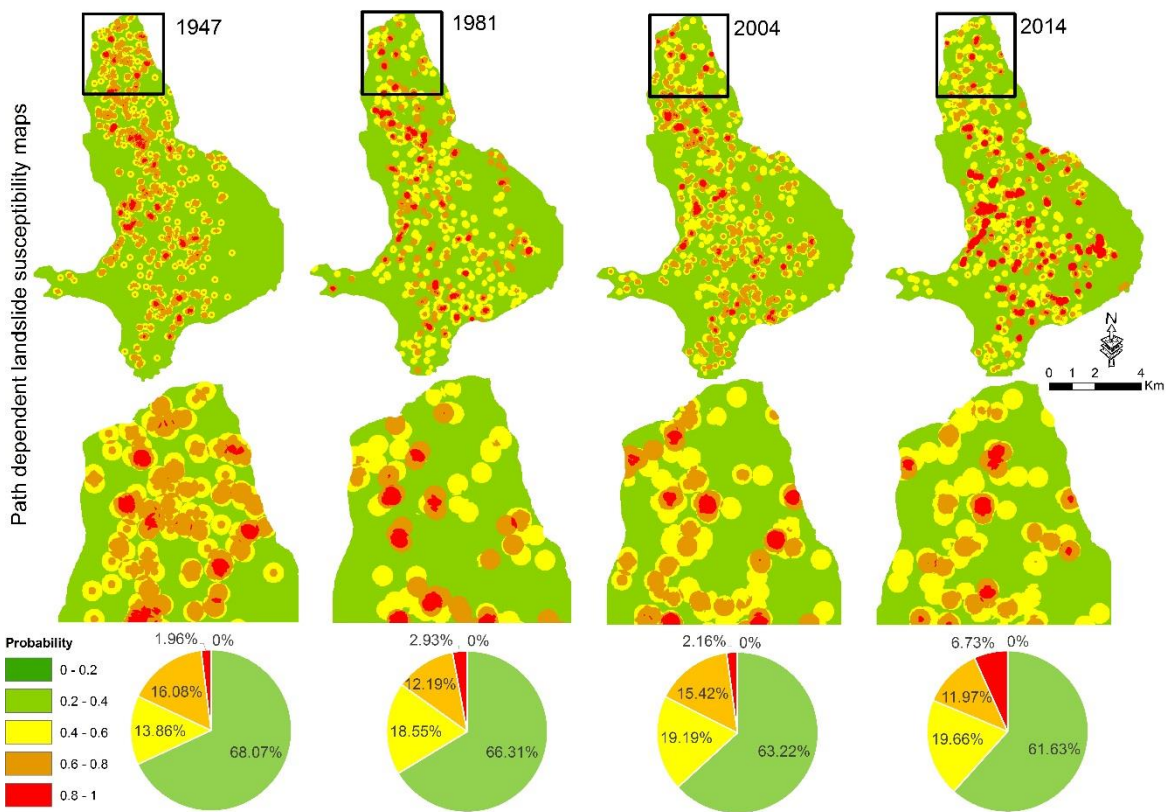 1947
1981
2004
2014
Path dependent landslide susceptibility maps
N
0 1 2 4
Km
Probability
0 - 0.2
0.2 - 0.4
0.4 - 0.6
0.6 - 0.8
0.8 - 1
1.96% 0%
16.08%
13.86%
68.07%
2.93% 0%
12.19%
18.55%
66.31%
2.16% 0%
15.42%
19.19%
63.22%
6.73% 0%
11.97%
19.66%
61.63%